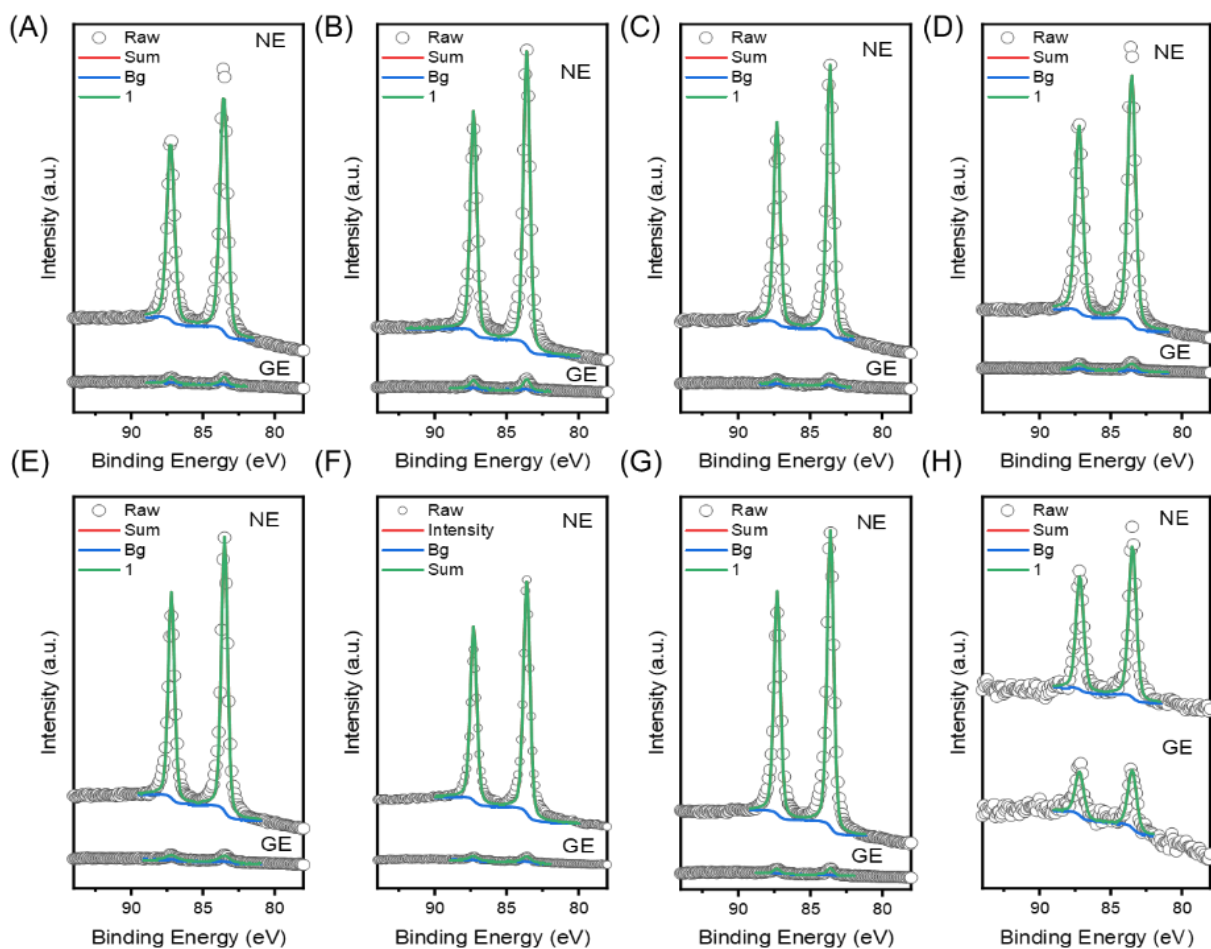 (A)
Raw
Sum
Bg
1
NE
GE
Intensity (a.u.)
90
85
80
Binding Energy (eV)
(B)
Raw
Sum
Bg
1
NE
GE
Intensity (a.u.)
90
85
80
Binding Energy (eV)
(C)
Raw
Sum
Bg
1
NE
GE
Intensity (a.u.)
90
85
80
Binding Energy (eV)
(D)
Raw
Sum
Bg
1
NE
GE
Intensity (a.u.)
90
85
80
Binding Energy (eV)
(E)
Raw
Sum
Bg
1
NE
GE
Intensity (a.u.)
90
85
80
Binding Energy (eV)
(F)
Raw
Intensity
Bg
Sum
NE
GE
Intensity (a.u.)
90
85
80
Binding Energy (eV)
(G)
Raw
Sum
Bg
1
NE
GE
Intensity (a.u.)
90
85
80
Binding Energy (eV)
(H)
Raw
Sum
Bg
1
NE
GE
Intensity (a.u.)
90
85
80
Binding Energy (eV)